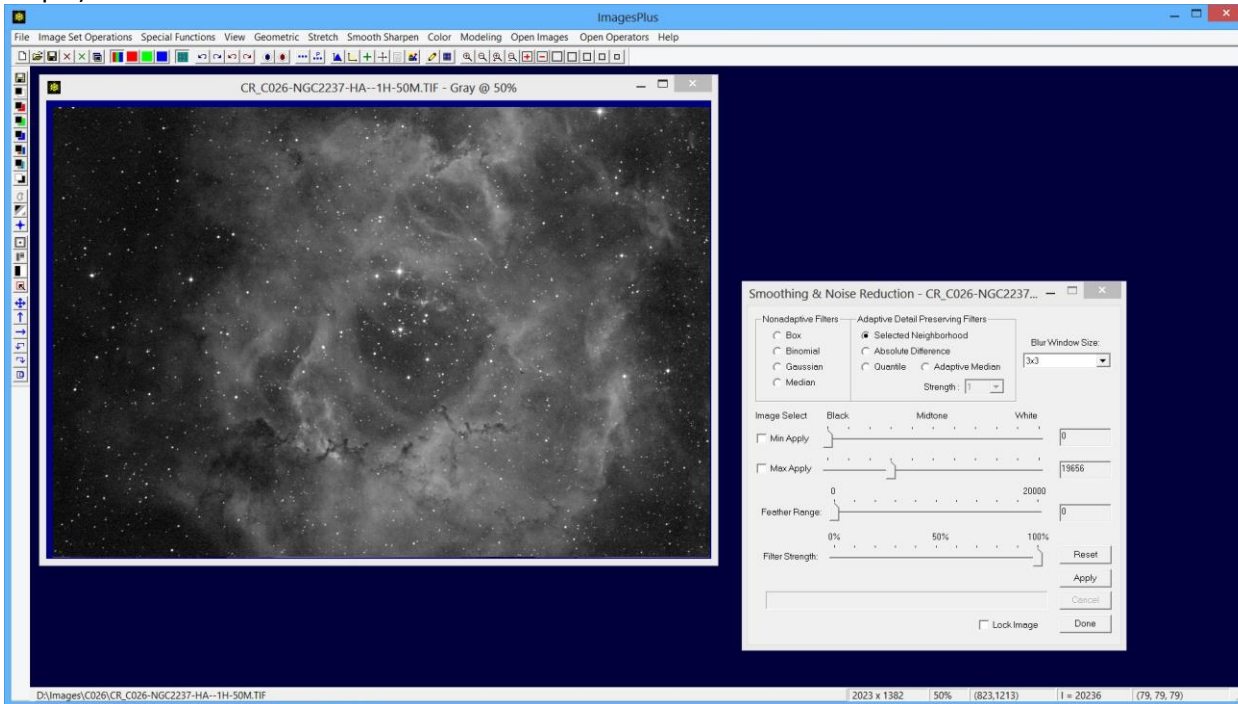 ImagesPlus
File Image Set Operations Special Functions View Geometric Stretch Smooth Sharpen Color Modeling Open Images Open Operators Help
CR_C026-NGC2237-HA--1H-50M.TIF - Gray @ 50%
Smoothing & Noise Reduction - CR_C026-NGC2237...
Nonadaptive Filters Adaptive Detail Preserving Filters
Box Selected Neighborhood
Blur Window Size:
Binomial Absolute Difference
3x3
Gaussian Quantile Adaptive Median
Median Strength : 1
Image Select Black Midtone White
Min Apply 0
Max Apply 19656
0 20000
Feather Range: 0
0% 50% 100%
Filter Strength: Reset
Apply
Cancel
Lock Image Done
D:\Images\C026\CR_C026-NGC2237-HA--1H-50M.TIF 2023 x 1382 50% (823,1213) I = 20236 (79, 79, 79)